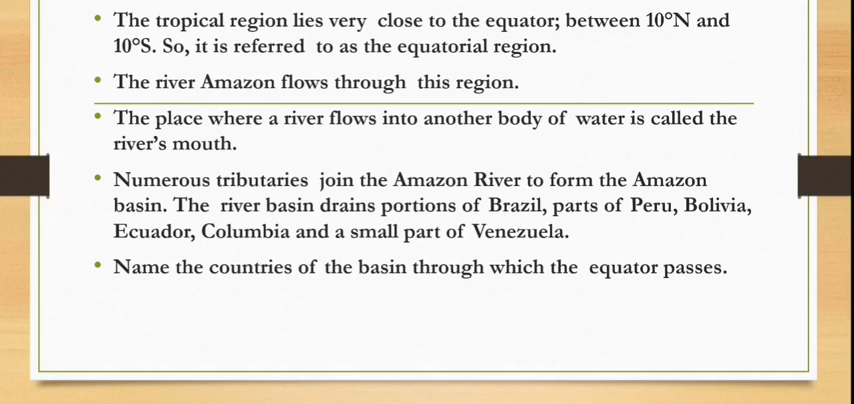 • The tropical region lies very close to the equator; between 10°N and
10°S. So, it is referred to as the equatorial region.
• The river Amazon flows through this region.
• The place where a river flows into another body of water is called the
river’s mouth.
• Numerous tributaries join the Amazon River to form the Amazon
basin. The river basin drains portions of Brazil, parts of Peru, Bolivia,
Ecuador, Columbia and a small part of Venezuela.
• Name the countries of the basin through which the equator passes.